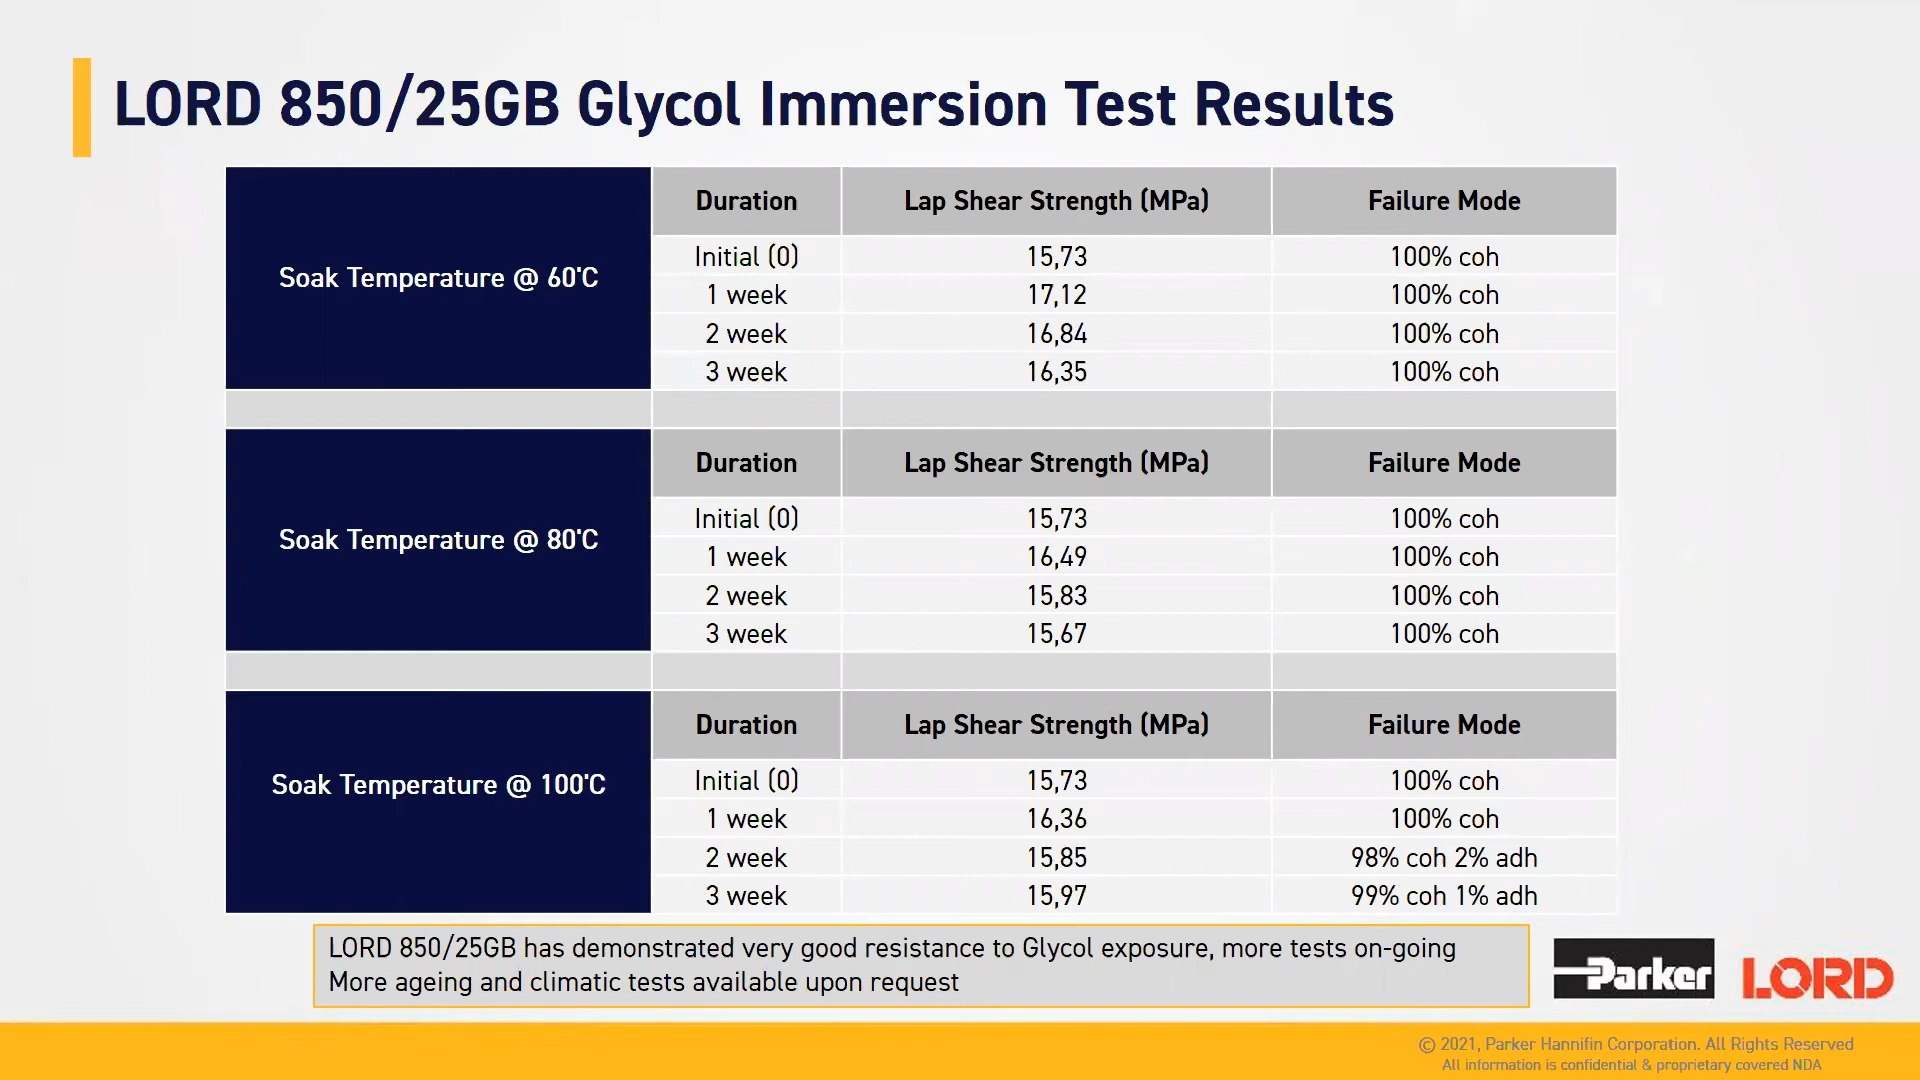 LORD 850/25GB Glycol Immersion Test Results
Soak Temperature @ 60'C
Duration Lap Shear Strength (MPa) Failure Mode
Initial (0) 15,73 100% coh
1 week 17,12 100% coh
2 week 16,84 100% coh
3 week 16,35 100% coh
Soak Temperature @ 80'C
Duration Lap Shear Strength (MPa) Failure Mode
Initial (0) 15,73 100% coh
1 week 16,49 100% coh
2 week 15,83 100% coh
3 week 15,67 100% coh
Soak Temperature @ 100'C
Duration Lap Shear Strength (MPa) Failure Mode
Initial (0) 15,73 100% coh
1 week 16,36 100% coh
2 week 15,85 98% coh 2% adh
3 week 15,97 99% coh 1% adh
LORD 850/25GB has demonstrated very good resistance to Glycol exposure, more tests on-going
More ageing and climatic tests available upon request
Parker LORD
© 2021, Parker Hannifin Corporation. All Rights Reserved
All information is confidential & proprietary covered NDA